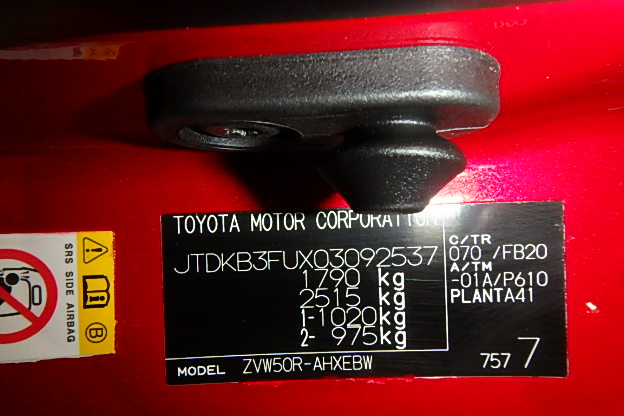 TOYOTA MOTOR CORPORATION
JTDKB3FUX03092537
1790 kg
2515 kg
1-1020kg
2- 975kg
C/TR
070 /FB20
A/TM
-01A/P610
PLANTA41
MODEL ZVW50R-AHXEBW
757 7
SRS SIDE AIRBAG
B